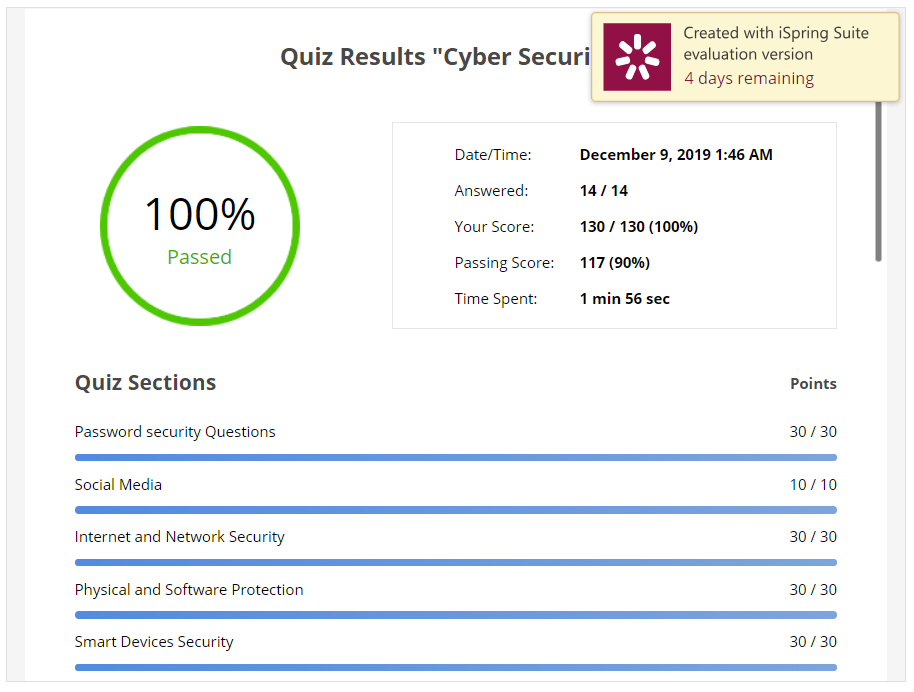 Quiz Results "Cyber Securi
Created with iSpring Suite
evaluation version
4 days remaining
100%
Passed
Date/Time: December 9, 2019 1:46 AM
Answered: 14 / 14
Your Score: 130 / 130 (100%)
Passing Score: 117 (90%)
Time Spent: 1 min 56 sec
Quiz Sections Points
Password security Questions 30 / 30
Social Media 10 / 10
Internet and Network Security 30 / 30
Physical and Software Protection 30 / 30
Smart Devices Security 30 / 30